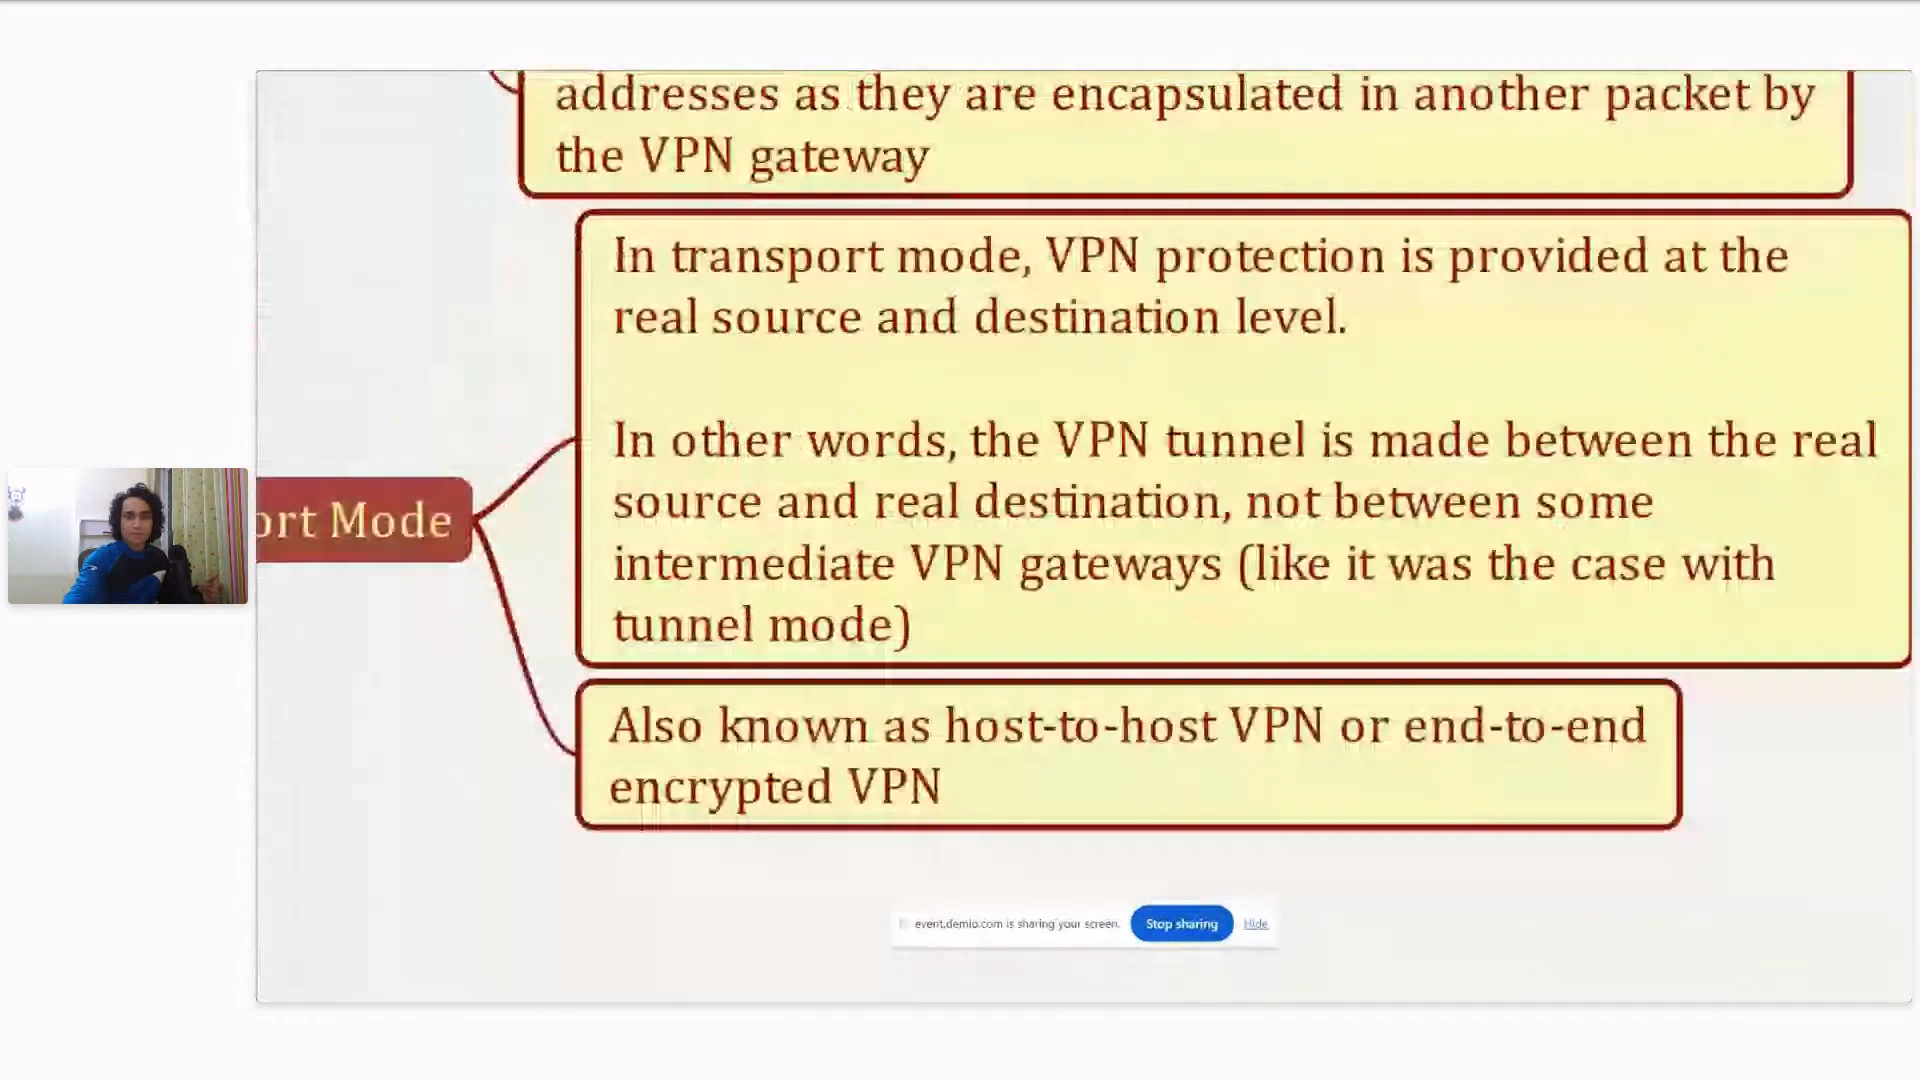 addresses as they are encapsulated in another packet by
the VPN gateway
In transport mode, VPN protection is provided at the
real source and destination level.
In other words, the VPN tunnel is made between the real
source and real destination, not between some
intermediate VPN gateways (like it was the case with
tunnel mode)
ort Mode
Also known as host-to-host VPN or end-to-end
encrypted VPN
event.demio.com is sharing your screen. Stop sharing Hide